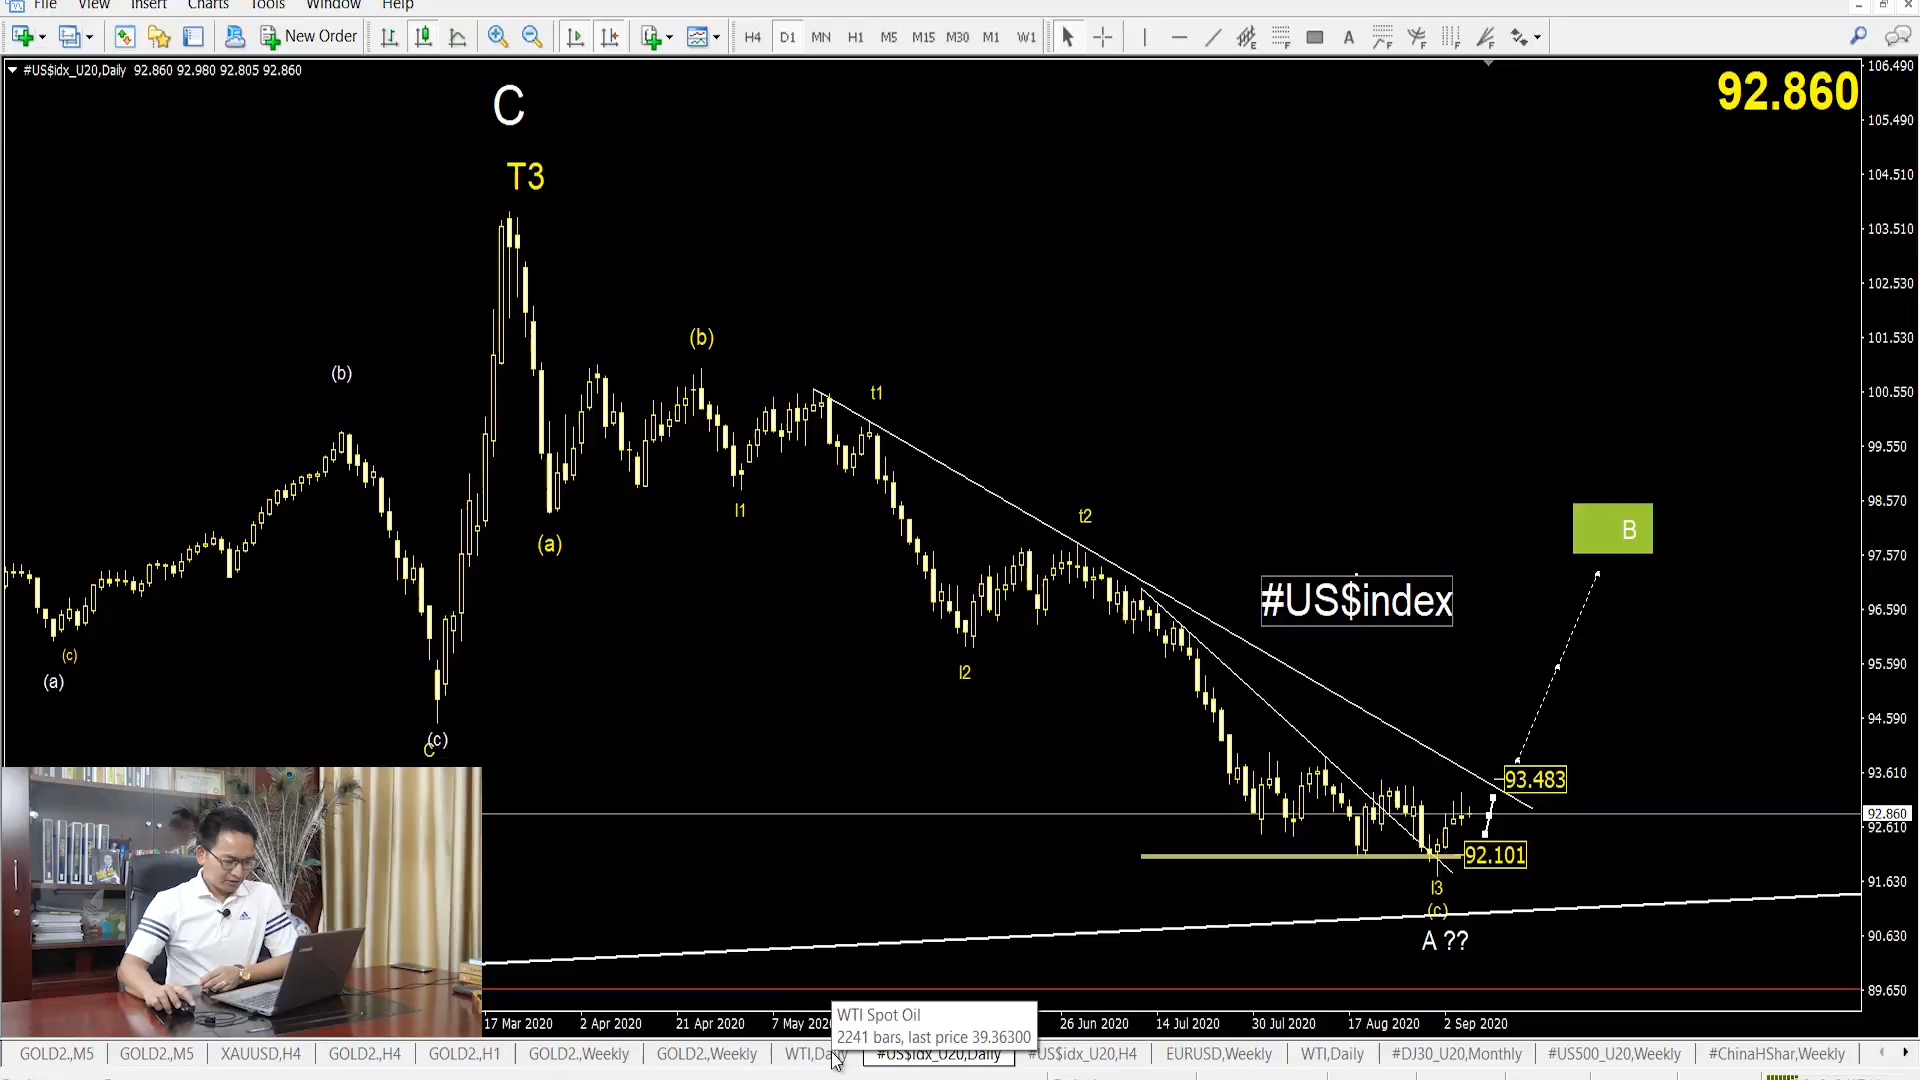 File View Insert Charts Tools Window Help
New Order H4 D1 MN H1 M5 M15 M30 M1 W1 A
#US$idx_U20,Daily 92.860 92.980 92.805 92.860
92.860
C
T3
(b)
(b)
t1
l1
(a)
t2
B
#US$index
(c)
(a)
l2
(c)
C
93.483
92.101
l3
(c)
A ??
106.490
105.490
104.510
103.510
102.530
101.530
100.550
99.550
98.570
97.570
96.590
95.590
94.590
93.610
92.860
92.610
91.630
90.630
89.650
WTI Spot Oil
2241 bars, last price 39.36300
17 Mar 2020 2 Apr 2020 21 Apr 2020 7 May 2020 26 Jun 2020 14 Jul 2020 30 Jul 2020 17 Aug 2020 2 Sep 2020
GOLD2.,M5 GOLD2.,M5 XAUUSD,H4 GOLD2.,H4 GOLD2.,H1 GOLD2.,Weekly GOLD2.,Weekly WTI,Daily #US$idx_U20,Daily #US$idx_U20,H4 EURUSD,Weekly WTI,Daily #DJ30_U20,Monthly #US500_U20,Weekly #ChinaHShar,Weekly